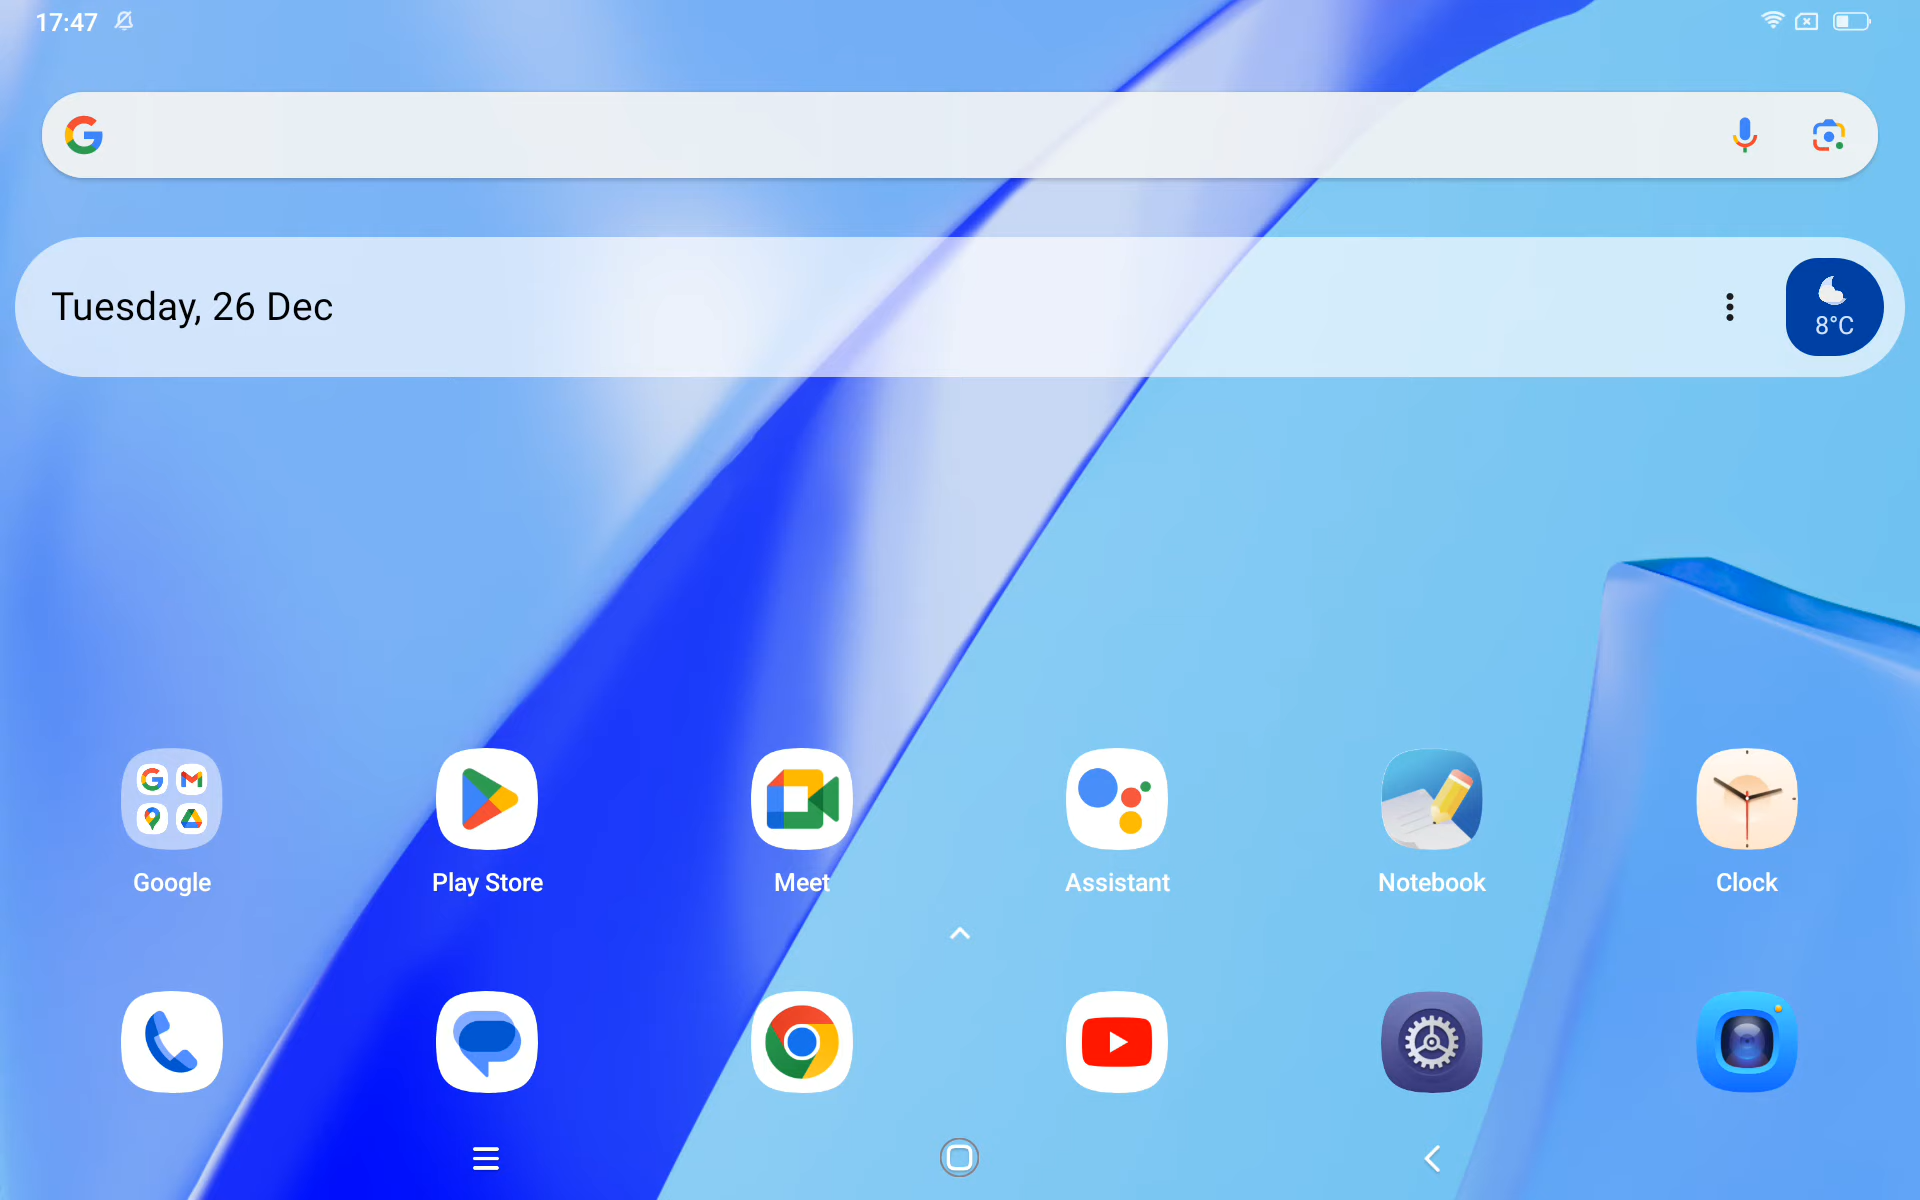 17:47
Tuesday, 26 Dec
8°C
Google
Play Store
Meet
Assistant
Notebook
Clock